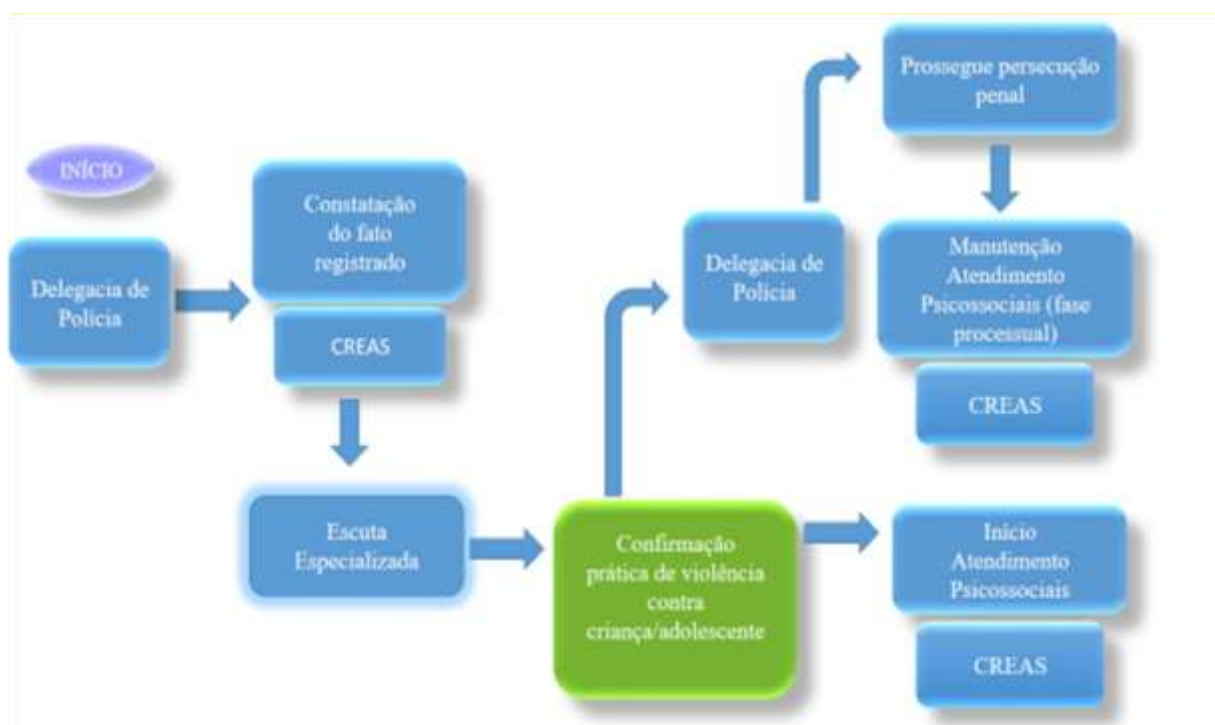 INÍCIO
Delegacia de
Polícia
Constatação
do fato
registrado
CREAS
Escuta
Especializada
Confirmação
prática de violência
contra
criança/adolescente
Delegacia de
Polícia
Prossegue persecução
penal
Manutenção
Atendimento
Psicossociais (fase
processual)
CREAS
Início
Atendimento
Psicossociais
CREAS